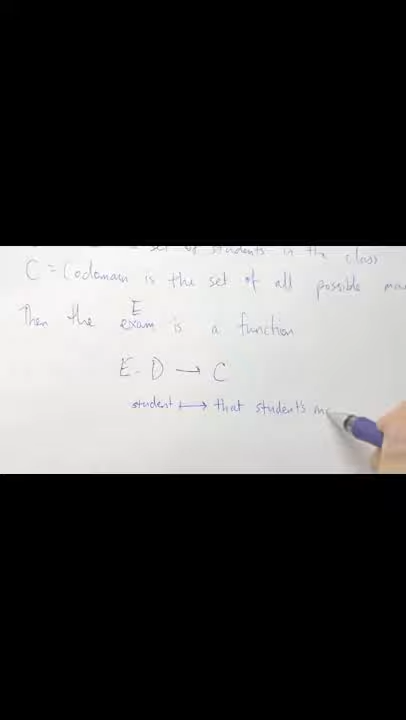 set of students in the class
C = Codomain is the set of all possible
E
Then the exam is a function
E - D → C
student ↦ that student's